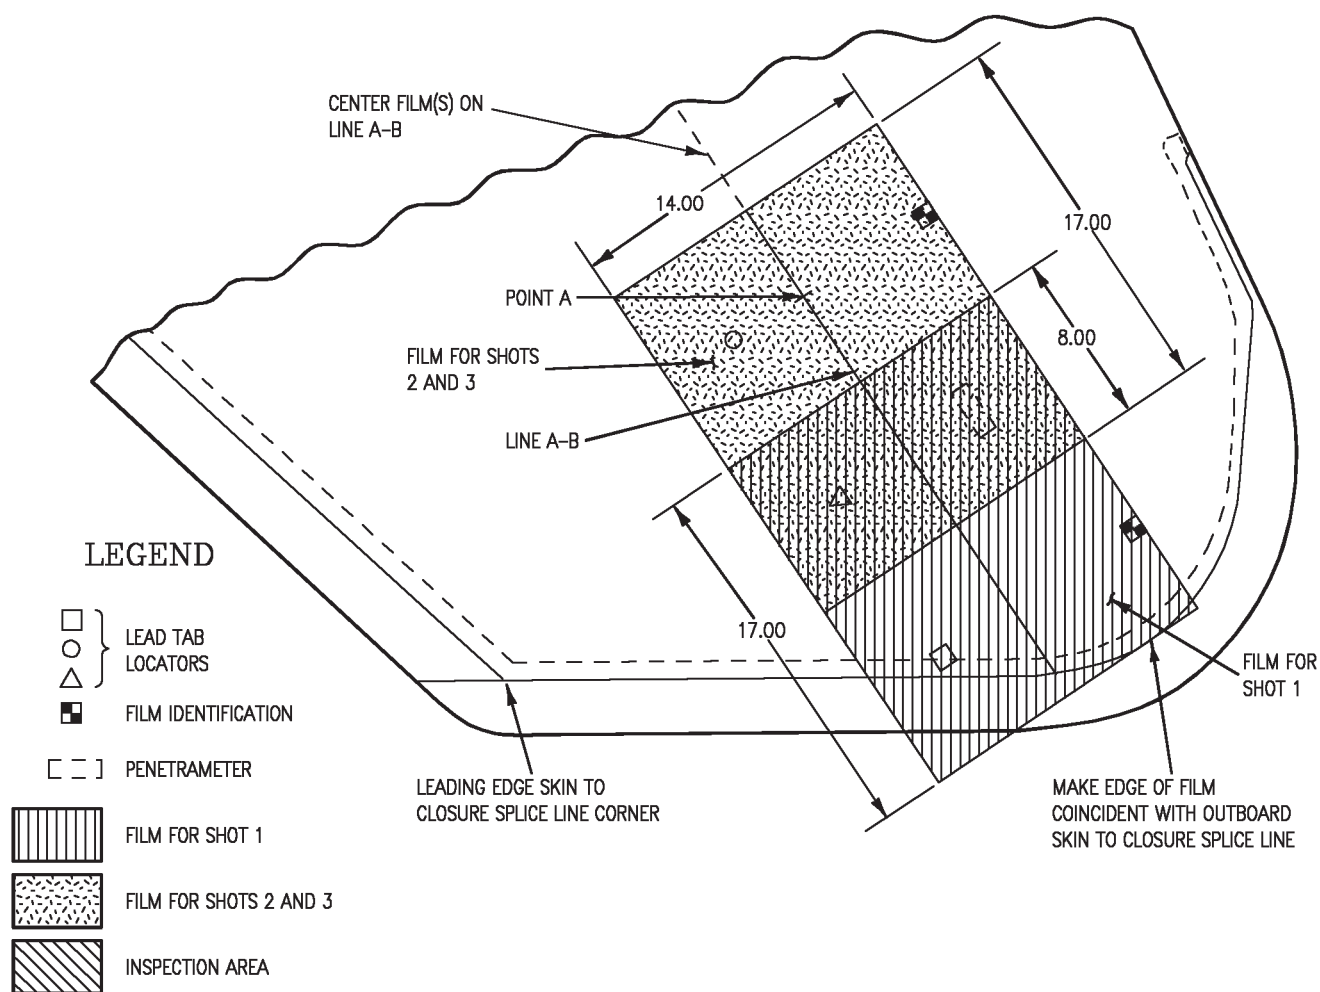 CENTER FILM(S) ON
LINE A-B
14.00
17.00
POINT A
8.00
FILM FOR SHOTS
2 AND 3
LINE A-B
LEGEND
LEAD TAB
LOCATORS
17.00
FILM FOR
SHOT 1
FILM IDENTIFICATION
PENETRAMETER
LEADING EDGE SKIN TO
CLOSURE SPLICE LINE CORNER
MAKE EDGE OF FILM
COINCIDENT WITH OUTBOARD
SKIN TO CLOSURE SPLICE LINE
FILM FOR SHOT 1
FILM FOR SHOTS 2 AND 3
INSPECTION AREA